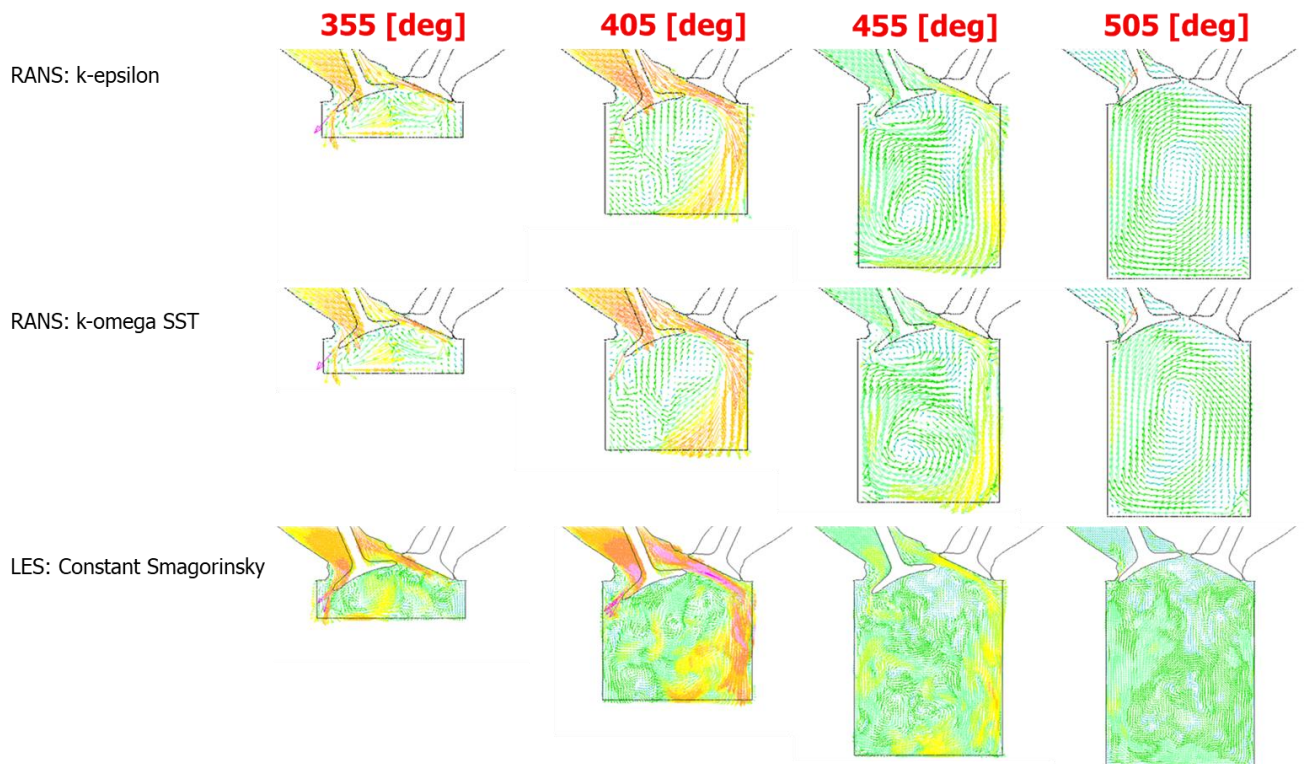 355 [deg] 405 [deg] 455 [deg] 505 [deg]
RANS: k-epsilon
RANS: k-omega SST
LES: Constant Smagorinsky